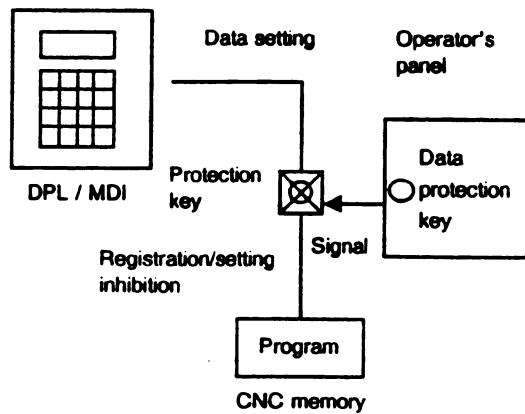 Data setting
Operator's
panel
DPL / MDI
Protection
key
Data
protection
key
Signal
Registration/setting
inhibition
Program
CNC memory